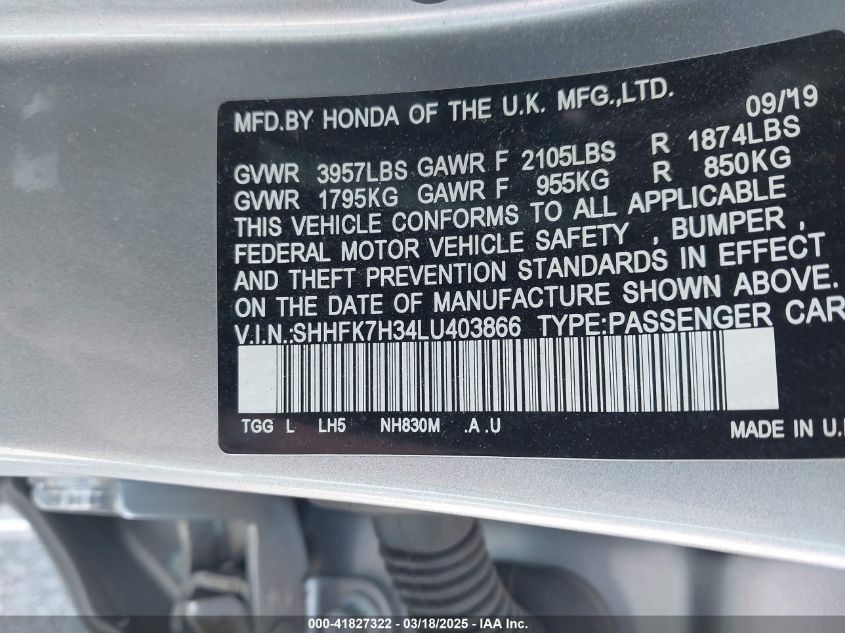 MFD.BY HONDA OF THE U.K. MFG.,LTD. 09/19
GVWR 3957LBS GAWR F 2105LBS R 1874LBS
GVWR 1795KG GAWR F 955KG R 850KG
THIS VEHICLE CONFORMS TO ALL APPLICABLE
FEDERAL MOTOR VEHICLE SAFETY , BUMPER ,
AND THEFT PREVENTION STANDARDS IN EFFECT
ON THE DATE OF MANUFACTURE SHOWN ABOVE.
V.I.N.:SHHFK7H34LU403866 TYPE:PASSENGER CAR
TGG L LH5 NH830M .A .U
MADE IN U.
000-41827322 — 03/18/2025 — IAA Inc.